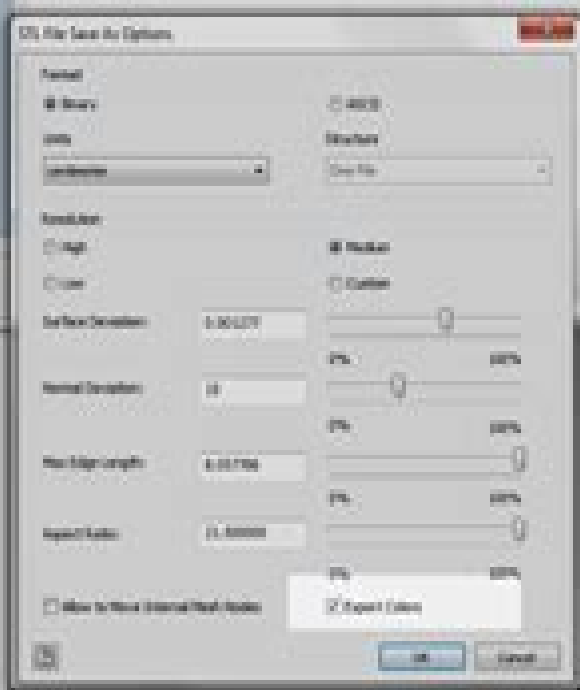 STL File Save As Options
Format
Binary
ASCII
Units
Structure
centimeter
One File
Resolution
High
Medium
Low
Custom
Surface Deviation:
0%
100%
Normal Deviation:
0%
100%
Max Edge Length:
0%
100%
Aspect Ratio:
0%
100%
Allow to Move Internal Mesh Nodes
Export Colors
OK
Cancel